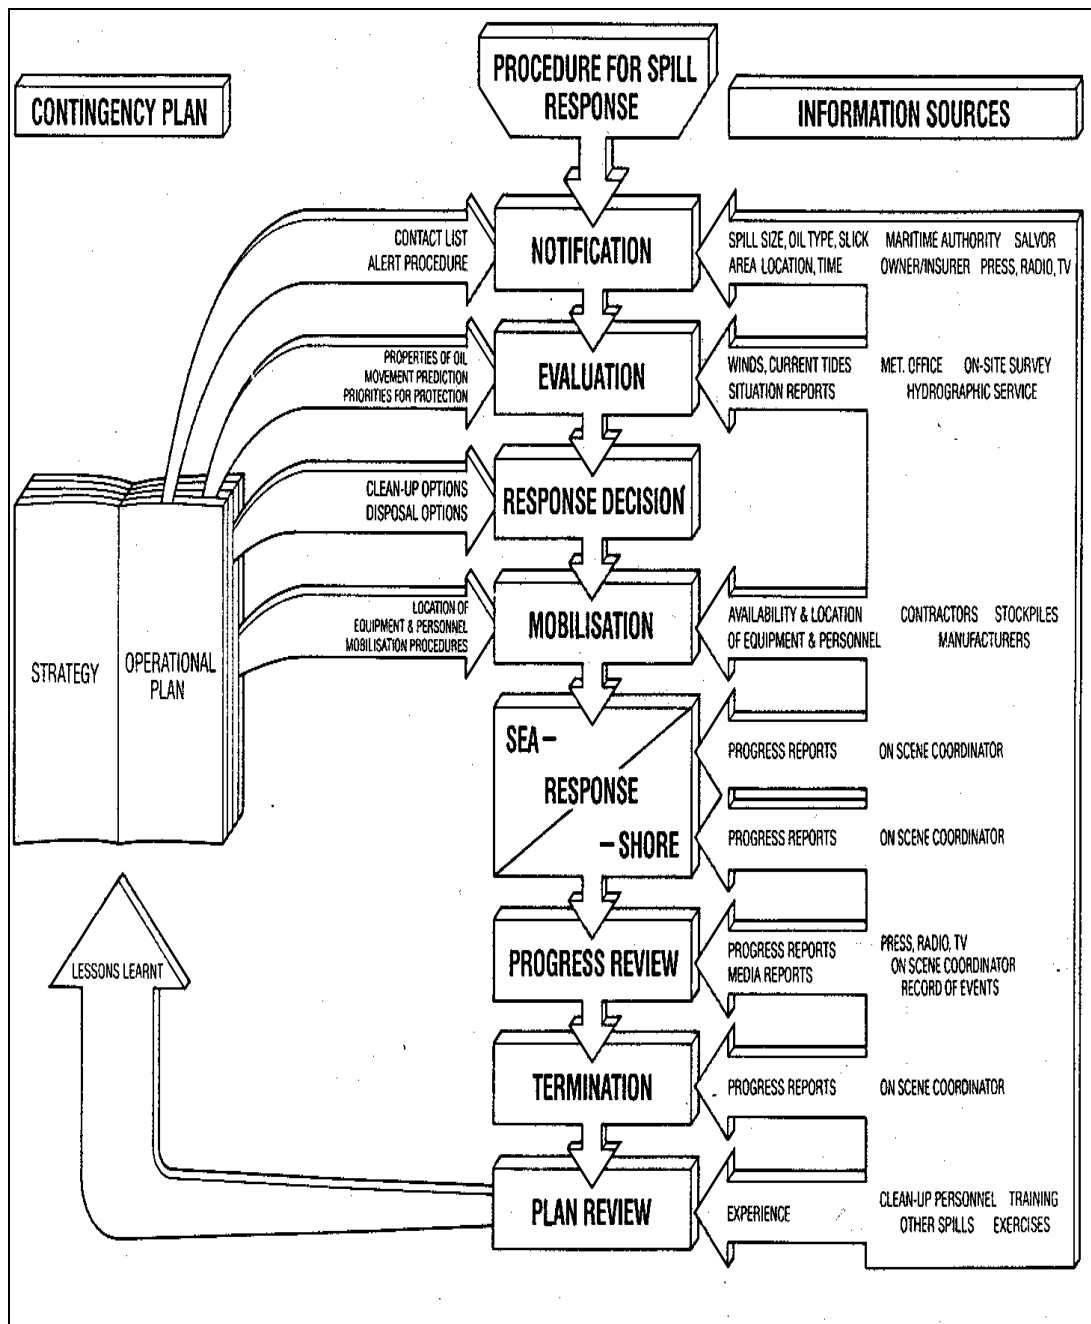 PROCEDURE FOR SPILL
RESPONSE
CONTINGENCY PLAN
INFORMATION SOURCES
CONTACT LIST
ALERT PROCEDURE
NOTIFICATION
SPILL SIZE, OIL TYPE, SLICK MARITIME AUTHORITY SALVOR
AREA LOCATION, TIME OWNER/INSURER PRESS, RADIO, TV
PROPERTIES OF OIL
MOVEMENT PREDICTION
PRIORITIES FOR PROTECTION
EVALUATION
WINDS, CURRENT TIDES MET. OFFICE ON-SITE SURVEY
SITUATION REPORTS HYDROGRAPHIC SERVICE
CLEAN-UP OPTIONS
DISPOSAL OPTIONS
RESPONSE DECISION
LOCATION OF
EQUIPMENT & PERSONNEL
MOBILISATION PROCEDURES
MOBILISATION
AVAILABILITY & LOCATION CONTRACTORS STOCKPILES
OF EQUIPMENT & PERSONNEL MANUFACTURERS
STRATEGY
OPERATIONAL
PLAN
SEA –
RESPONSE
– SHORE
PROGRESS REPORTS ON SCENE COORDINATOR
PROGRESS REPORTS ON SCENE COORDINATOR
PROGRESS REVIEW
PROGRESS REPORTS
MEDIA REPORTS
PRESS, RADIO, TV
ON SCENE COORDINATOR
RECORD OF EVENTS
LESSONS LEARNT
TERMINATION
PROGRESS REPORTS ON SCENE COORDINATOR
PLAN REVIEW
EXPERIENCE
CLEAN-UP PERSONNEL TRAINING
OTHER SPILLS EXERCISES